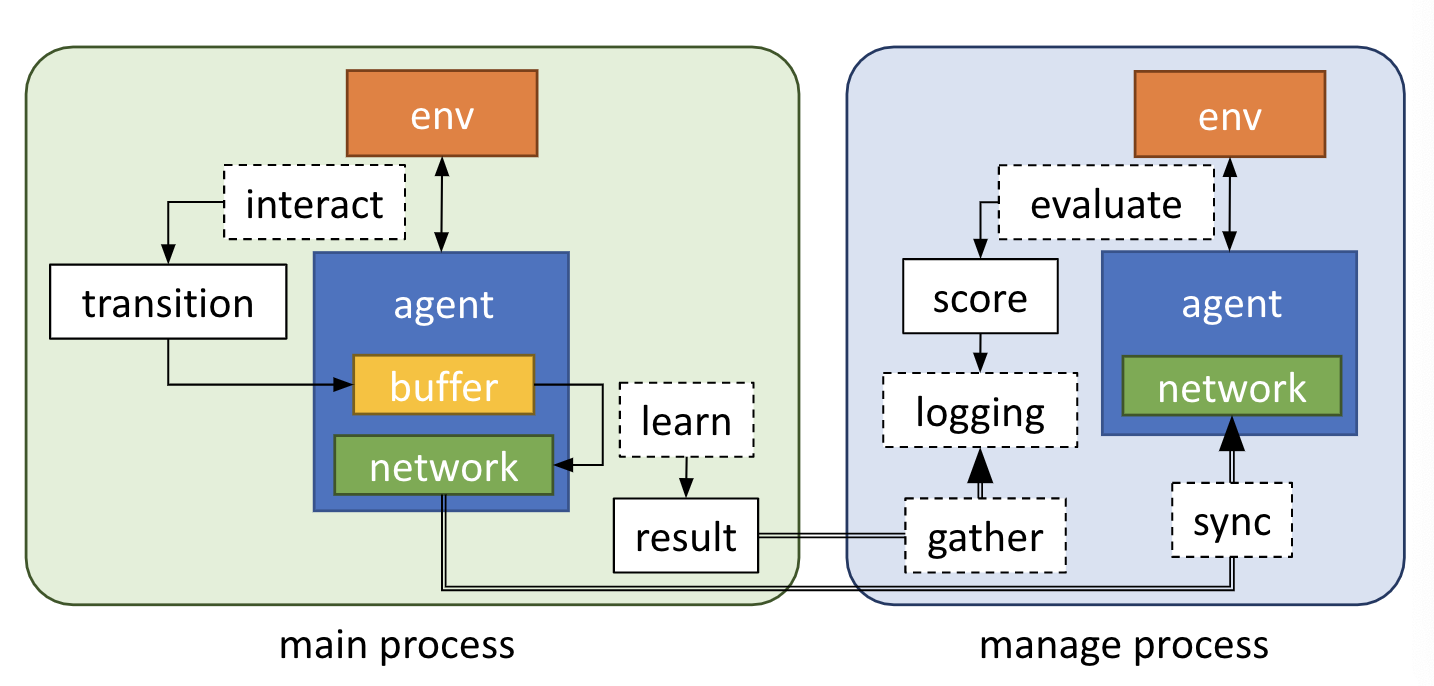 env
interact
transition
agent
buffer
network
learn
result
main process
env
evaluate
score
agent
logging
network
gather
sync
manage process